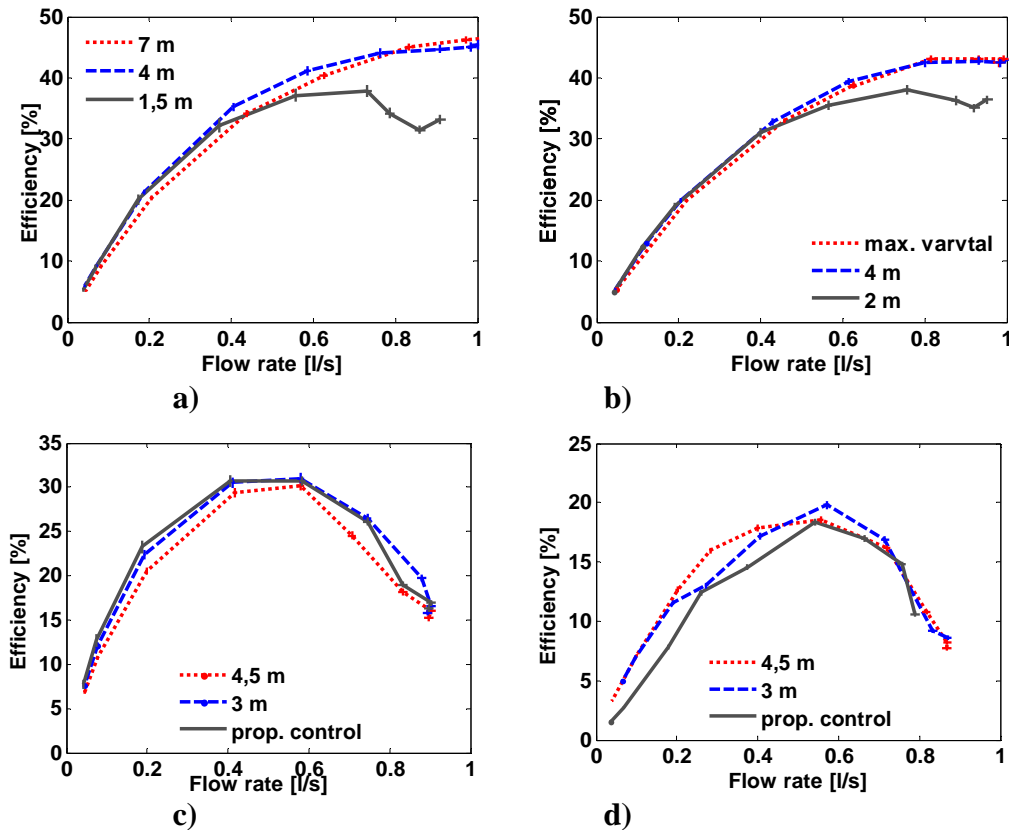 50
40
30
20
10
0
Efficiency [%]
7 m
4 m
1,5 m
0
0.2
0.4
0.6
0.8
1
Flow rate [l/s]
a)
50
40
30
20
10
0
Efficiency [%]
max. varvtal
4 m
2 m
0
0.2
0.4
0.6
0.8
1
Flow rate [l/s]
b)
35
30
25
20
15
10
5
0
Efficiency [%]
4,5 m
3 m
prop. control
0
0.2
0.4
0.6
0.8
1
Flow rate [l/s]
c)
25
20
15
10
5
0
Efficiency [%]
4,5 m
3 m
prop. control
0
0.2
0.4
0.6
0.8
1
Flow rate [l/s]
d)